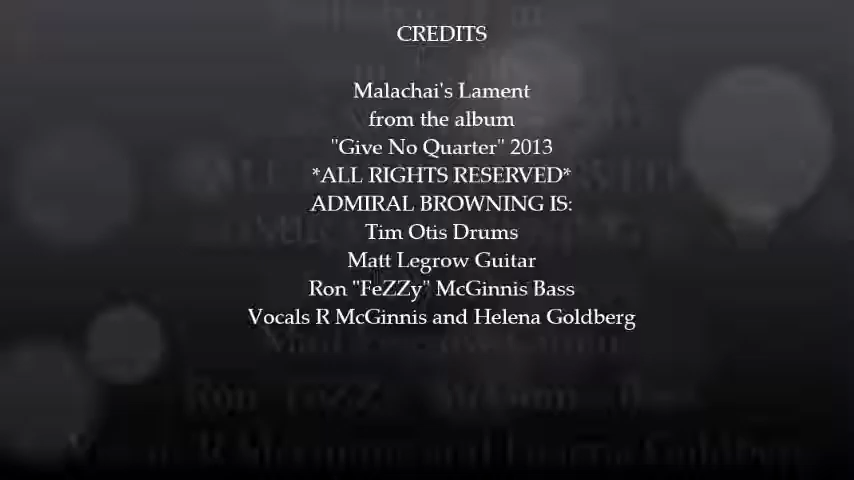 CREDITS
Malachai's Lament
from the album
"Give No Quarter" 2013
*ALL RIGHTS RESERVED*
ADMIRAL BROWNING IS:
Tim Otis Drums
Matt Legrow Guitar
Ron "FeZZy" McGinnis Bass
Vocals R McGinnis and Helena Goldberg